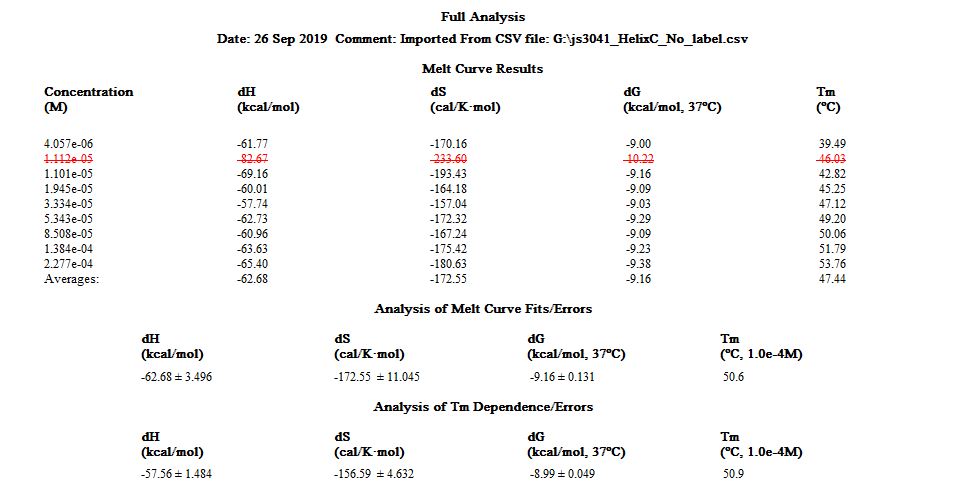 Full Analysis
Date: 26 Sep 2019 Comment: Imported From CSV file: G:\js3041_HelixC_No_label.csv
Melt Curve Results
Concentration dH dS dG Tm
(M) (kcal/mol) (cal/K·mol) (kcal/mol, 37°C) (°C)
4.057e-06 -61.77 -170.16 -9.00 39.49
1.112e-05 -82.67 -233.60 -10.22 46.03
1.101e-05 -69.16 -193.43 -9.16 42.82
1.945e-05 -60.01 -164.18 -9.09 45.25
3.334e-05 -57.74 -157.04 -9.03 47.12
5.343e-05 -62.73 -172.32 -9.29 49.20
8.508e-05 -60.96 -167.24 -9.09 50.06
1.384e-04 -63.63 -175.42 -9.23 51.79
2.277e-04 -65.40 -180.63 -9.38 53.76
Averages: -62.68 -172.55 -9.16 47.44
Analysis of Melt Curve Fits/Errors
dH dS dG Tm
(kcal/mol) (cal/K·mol) (kcal/mol, 37°C) (°C, 1.0e-4M)
-62.68 ± 3.496 -172.55 ± 11.045 -9.16 ± 0.131 50.6
Analysis of Tm Dependence/Errors
dH dS dG Tm
(kcal/mol) (cal/K·mol) (kcal/mol, 37°C) (°C, 1.0e-4M)
-57.56 ± 1.484 -156.59 ± 4.632 -8.99 ± 0.049 50.9